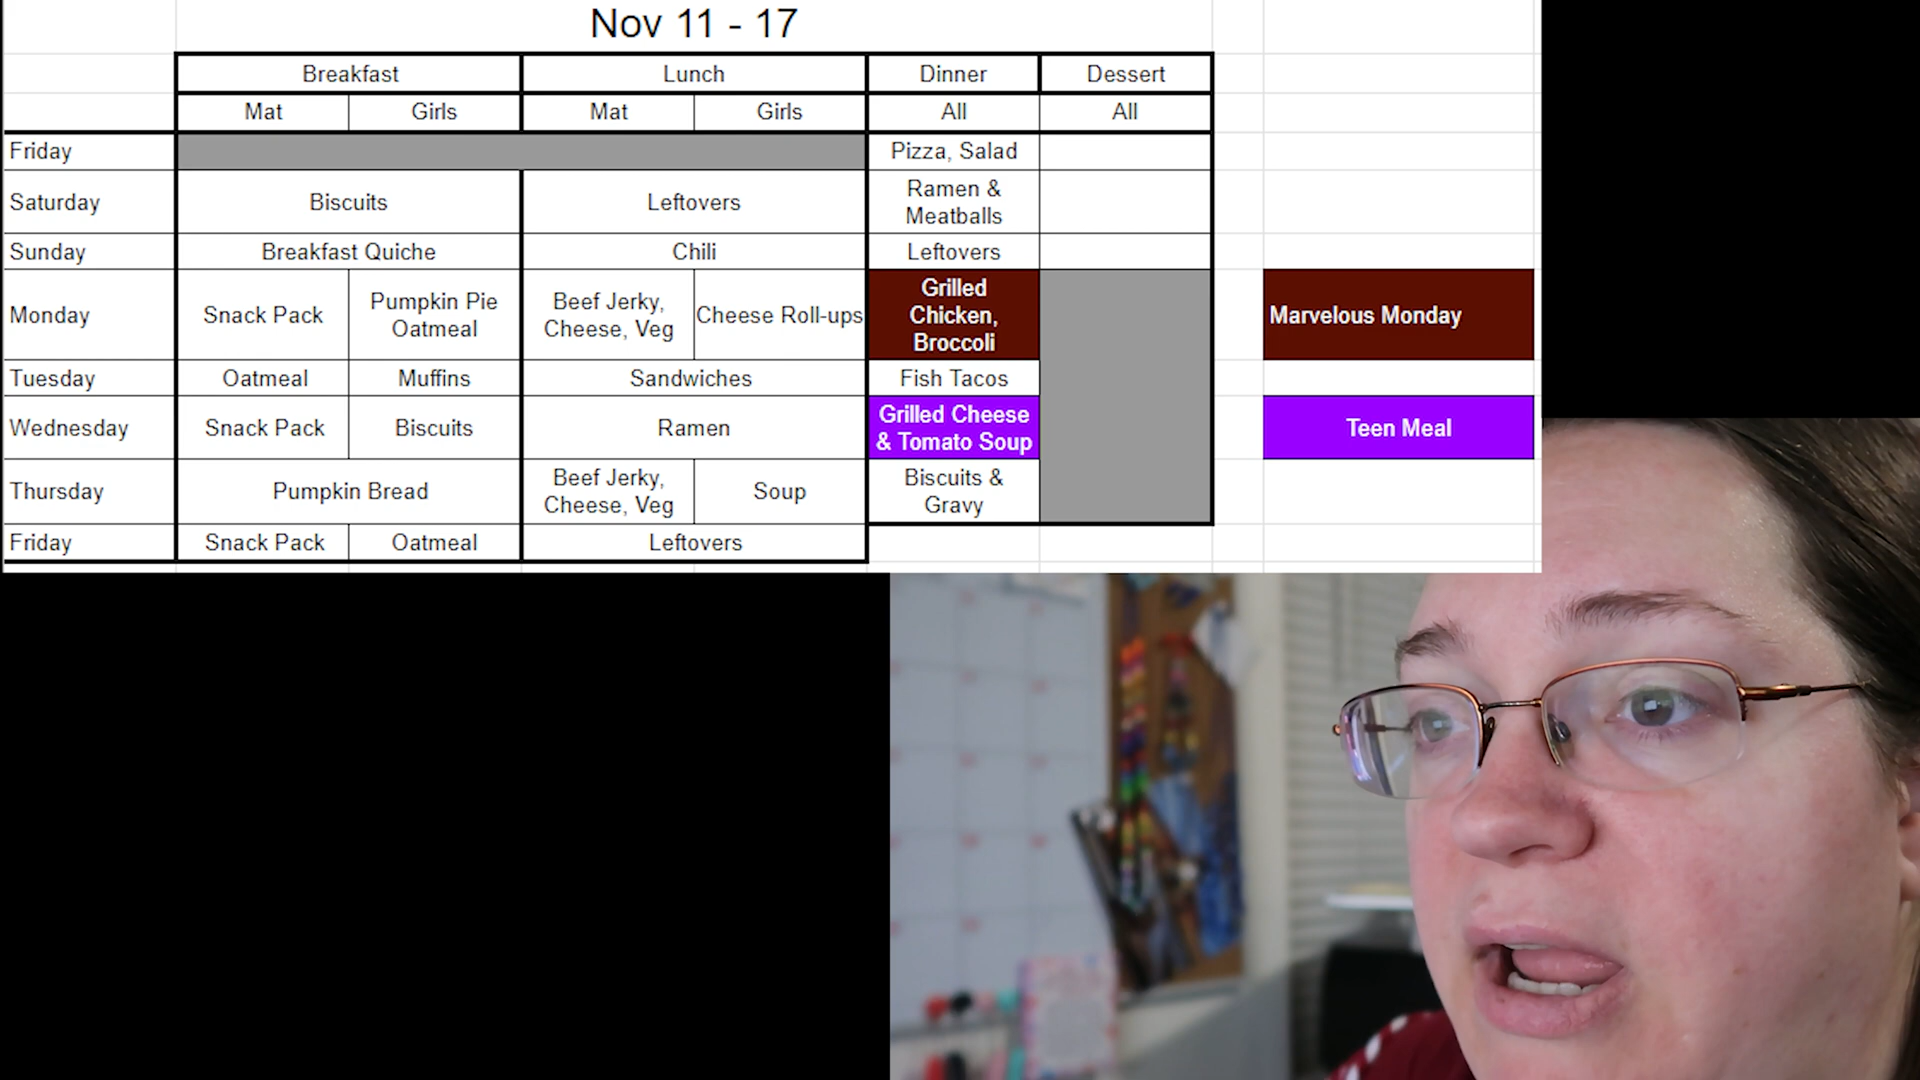 Nov 11 - 17
Breakfast Lunch Dinner Dessert
Mat Girls Mat Girls All All
Friday Pizza, Salad
Saturday Biscuits Leftovers Ramen &
Meatballs
Sunday Breakfast Quiche Chili Leftovers
Monday Snack Pack Pumpkin Pie
Oatmeal Beef Jerky,
Cheese, Veg Cheese Roll-ups Grilled
Chicken,
Broccoli Marvelous Monday
Tuesday Oatmeal Muffins Sandwiches Fish Tacos
Wednesday Snack Pack Biscuits Ramen Grilled Cheese
& Tomato Soup Teen Meal
Thursday Pumpkin Bread Beef Jerky,
Cheese, Veg Soup Biscuits &
Gravy
Friday Snack Pack Oatmeal Leftovers